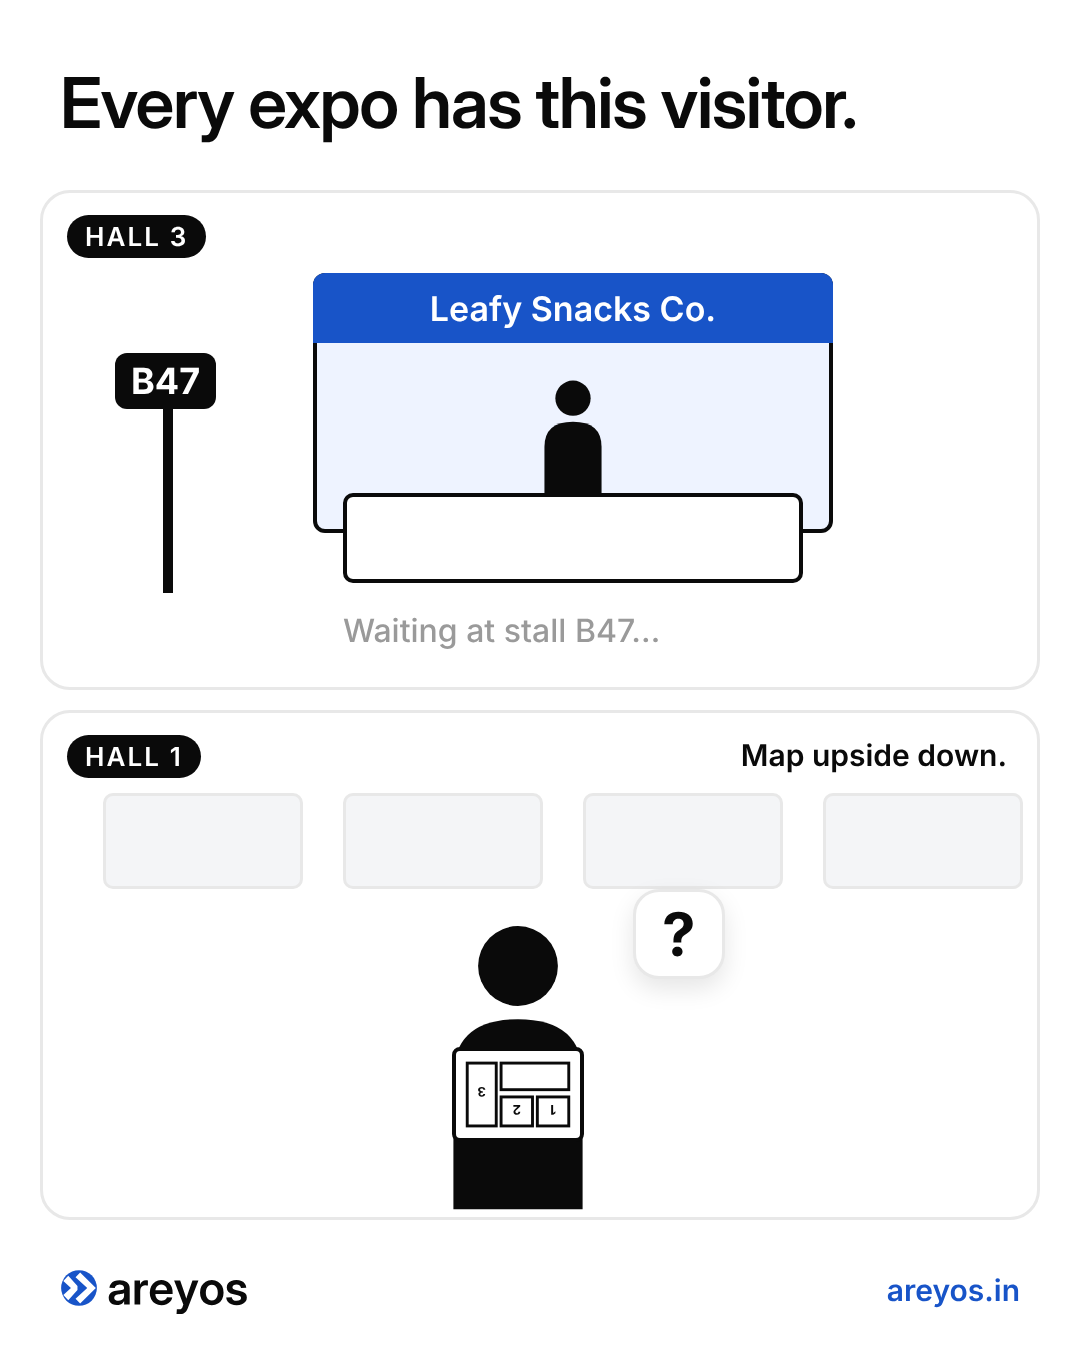 Every expo has this visitor.
HALL 3
Leafy Snacks Co.
B47
Waiting at stall B47...
HALL 1
Map upside down.
?
3
2
1
areyos
areyos.in